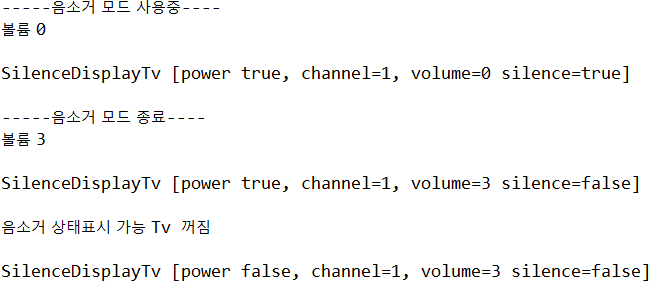 -----음소거 모드 사용중----
볼륨 0
SilenceDisplayTv [power true, channel=1, volume=0 silence=true]
-----음소거 모드 종료----
볼륨 3
SilenceDisplayTv [power true, channel=1, volume=3 silence=false]
음소거 상태표시 가능 Tv 꺼짐
SilenceDisplayTv [power false, channel=1, volume=3 silence=false]